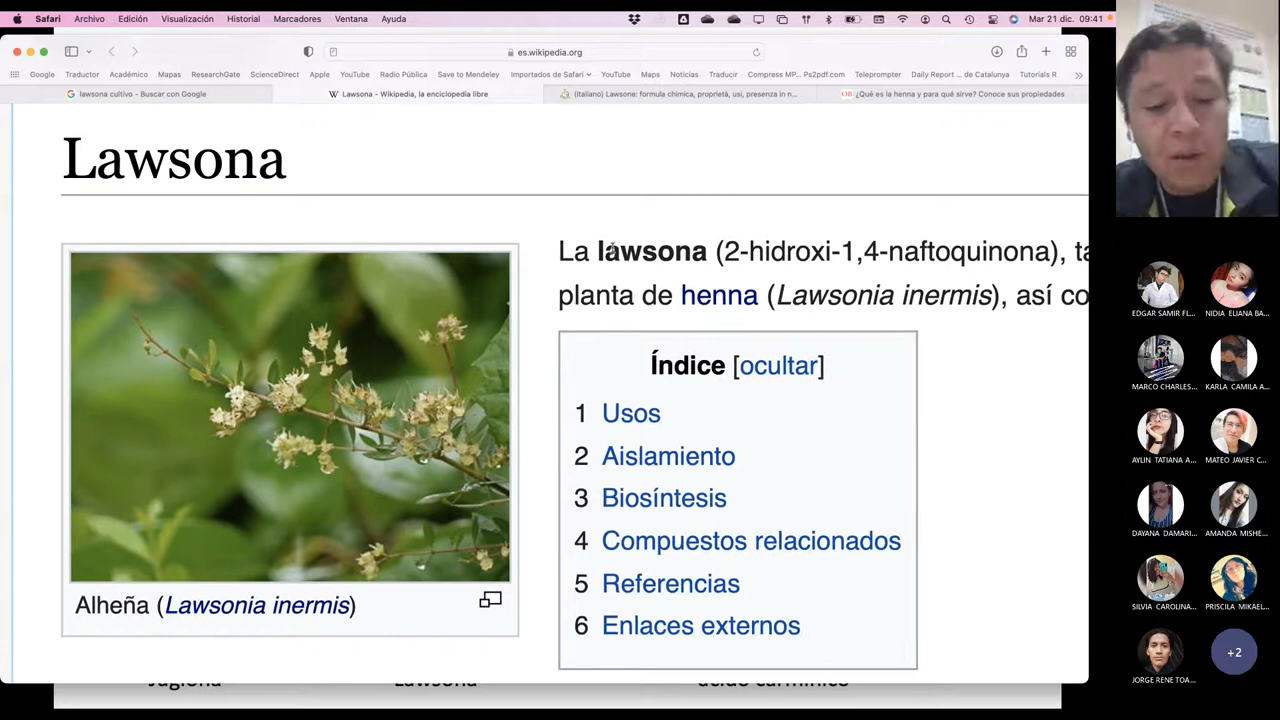 Safari Archivo Edición Visualización Historial Marcadores Ventana Ayuda Mar 21 dic. 09:41
es.wikipedia.org
Google Traductor Académico Mapas ResearchGate ScienceDirect Apple YouTube Radio Pública Save to Mendeley Importados de Safari YouTube Maps Noticias Traducir Compress MP... Ps2pdf.com Teleprompter Daily Report ... de Catalunya Tutorials R
lawsona cultivo - Buscar con Google
Lawsona - Wikipedia, la enciclopedia libre
(Italiano) Lawsone: formula chimica, proprietà, usi, presenza in n...
OB ¿Qué es la henna y para qué sirve? Conoce sus propiedades
Lawsona
La lawsona (2-hidroxi-1,4-naftoquinona), ta
planta de henna (Lawsonia inermis), así co
Índice [ocultar]
1 Usos
2 Aislamiento
3 Biosíntesis
4 Compuestos relacionados
5 Referencias
6 Enlaces externos
Alheña (Lawsonia inermis)
Juglona Lawsona ácido carmínico
EDGAR SAMIR FL... NIDIA ELIANA BA...
MARCO CHARLES... KARLA CAMILA A...
AYLIN TATIANA A... MATEO JAVIER C...
DAYANA DAMARI... AMANDA MISHE...
SILVIA CAROLINA... PRISCILA MIKAEL...
JORGE RENE TOA... +2